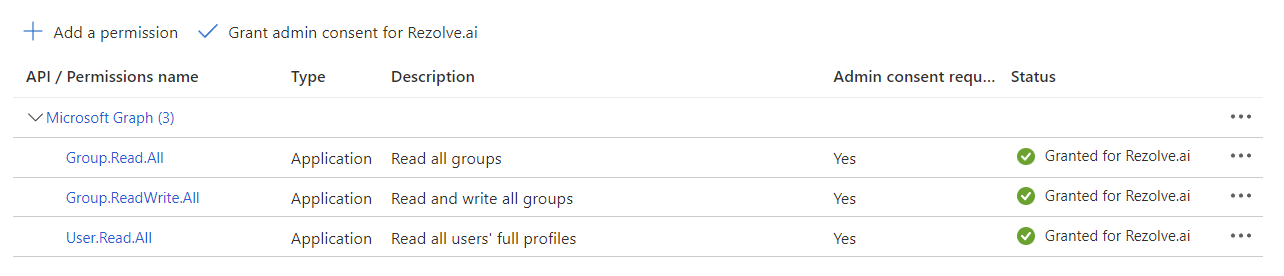 Add a permission Grant admin consent for Rezolve.ai
API / Permissions name Type Description Admin consent requ... Status
Microsoft Graph (3)
Group.Read.All Application Read all groups Yes Granted for Rezolve.ai
Group.ReadWrite.All Application Read and write all groups Yes Granted for Rezolve.ai
User.Read.All Application Read all users' full profiles Yes Granted for Rezolve.ai